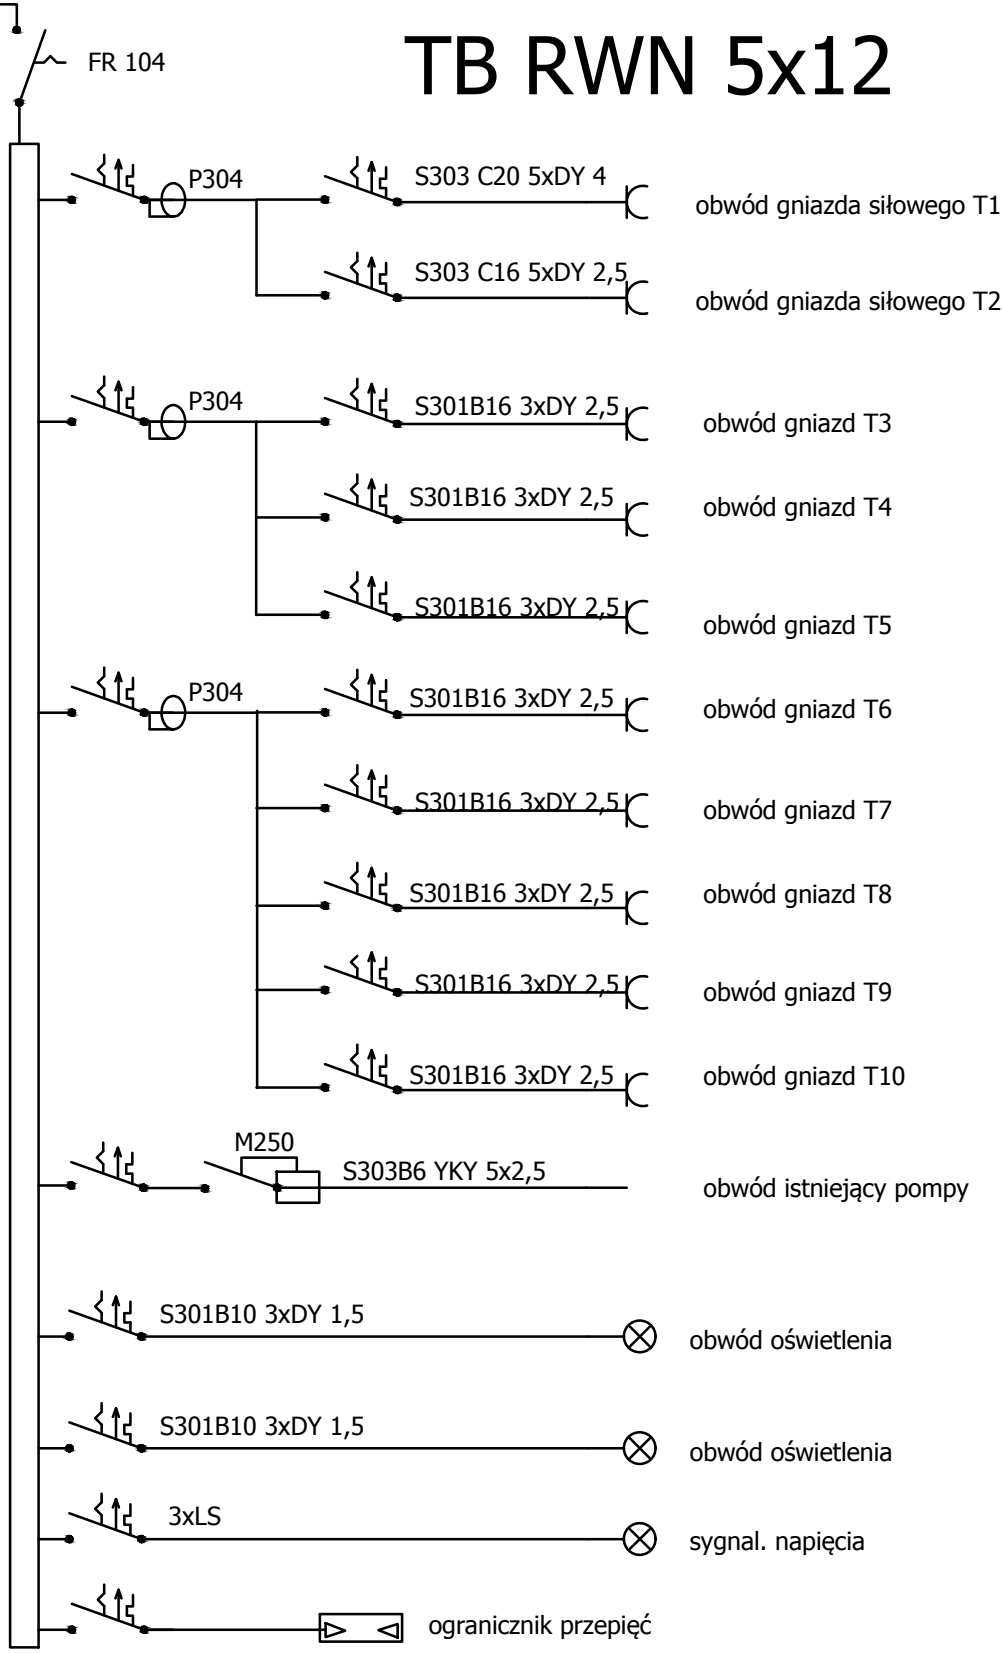 TB RWN 5x12
FR 104
P304
S303 C20 5xDY 4
obwód gniazda siłowego T1
S303 C16 5xDY 2,5
obwód gniazda siłowego T2
P304
S301B16 3xDY 2,5
obwód gniazd T3
S301B16 3xDY 2,5
obwód gniazd T4
S301B16 3xDY 2,5
obwód gniazd T5
P304
S301B16 3xDY 2,5
obwód gniazd T6
S301B16 3xDY 2,5
obwód gniazd T7
S301B16 3xDY 2,5
obwód gniazd T8
S301B16 3xDY 2,5
obwód gniazd T9
S301B16 3xDY 2,5
obwód gniazd T10
M250
S303B6 YKY 5x2,5
obwód istniejący pompy
S301B10 3xDY 1,5
obwód oświetlenia
S301B10 3xDY 1,5
obwód oświetlenia
3xLS
sygnal. napięcia
ogranicznik przepięć